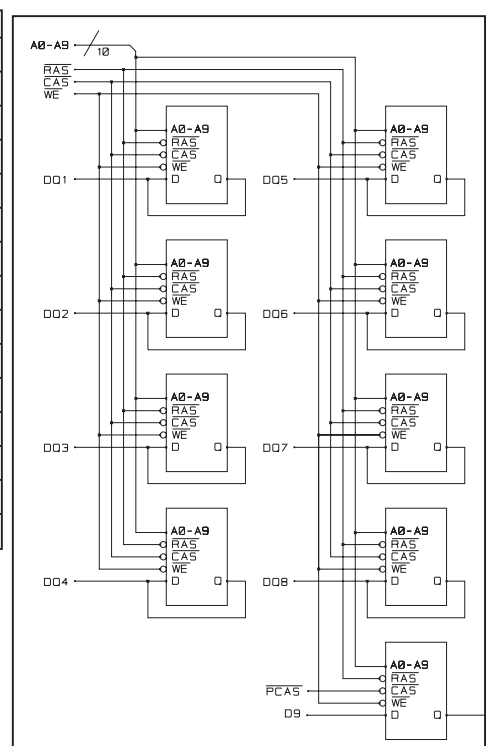 A0-A9
10
RAS
CAS
WE
A0-A9
RAS
CAS
WE
DQ1 D Q
A0-A9
RAS
CAS
WE
DQ5 D Q
A0-A9
RAS
CAS
WE
DQ2 D Q
A0-A9
RAS
CAS
WE
DQ6 D Q
A0-A9
RAS
CAS
WE
DQ3 D Q
A0-A9
RAS
CAS
WE
DQ7 D Q
A0-A9
RAS
CAS
WE
DQ4 D Q
A0-A9
RAS
CAS
WE
DQ8 D Q
A0-A9
RAS
PCAS CAS
WE
D9 D Q